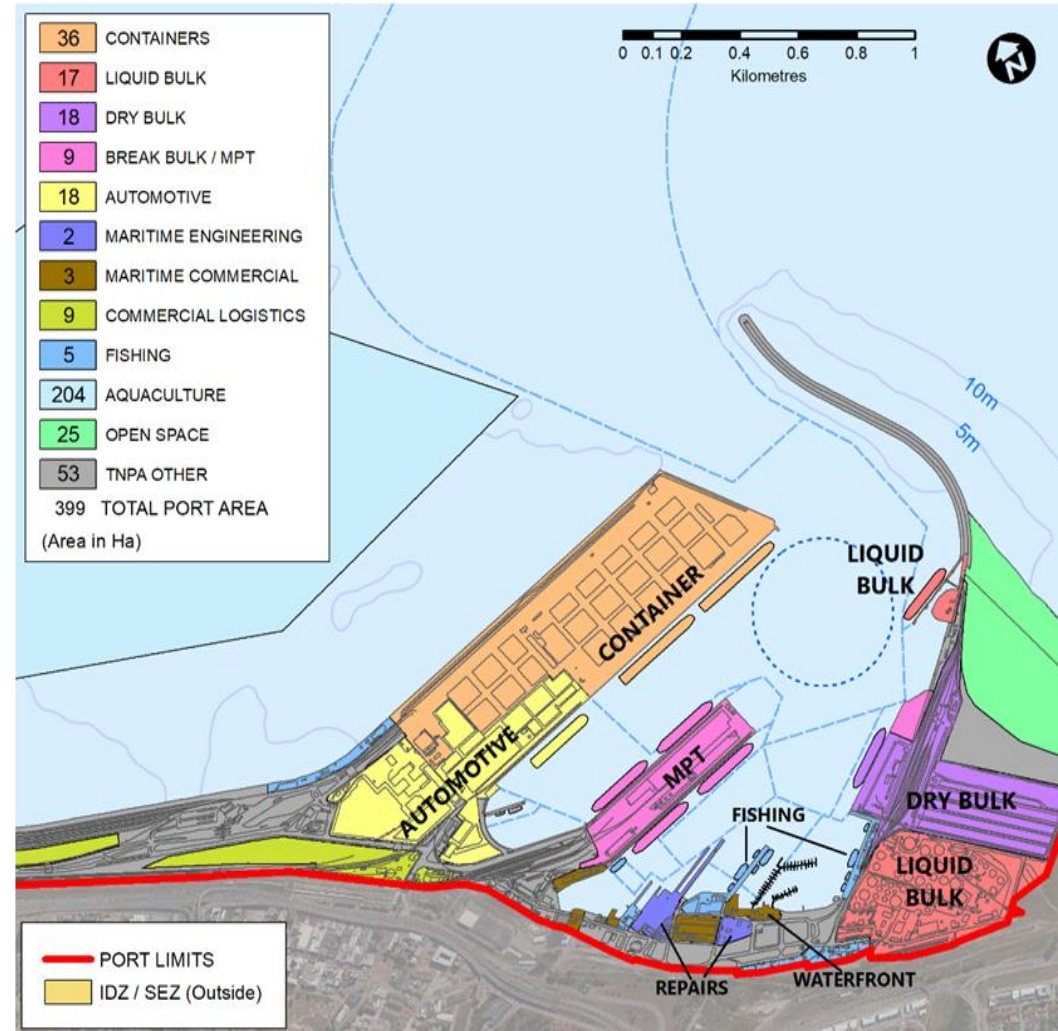 36 CONTAINERS
17 LIQUID BULK
18 DRY BULK
9 BREAK BULK / MPT
18 AUTOMOTIVE
2 MARITIME ENGINEERING
3 MARITIME COMMERCIAL
9 COMMERCIAL LOGISTICS
5 FISHING
204 AQUACULTURE
25 OPEN SPACE
53 TNPA OTHER
399 TOTAL PORT AREA
(Area in Ha)
0 0.1 0.2 0.4 0.6 0.8 1
Kilometres
N
10m
5m
LIQUID
BULK
CONTAINER
AUTOMOTIVE
MPT
DRY BULK
FISHING
LIQUID
BULK
WATERFRONT
REPAIRS
PORT LIMITS
IDZ / SEZ (Outside)